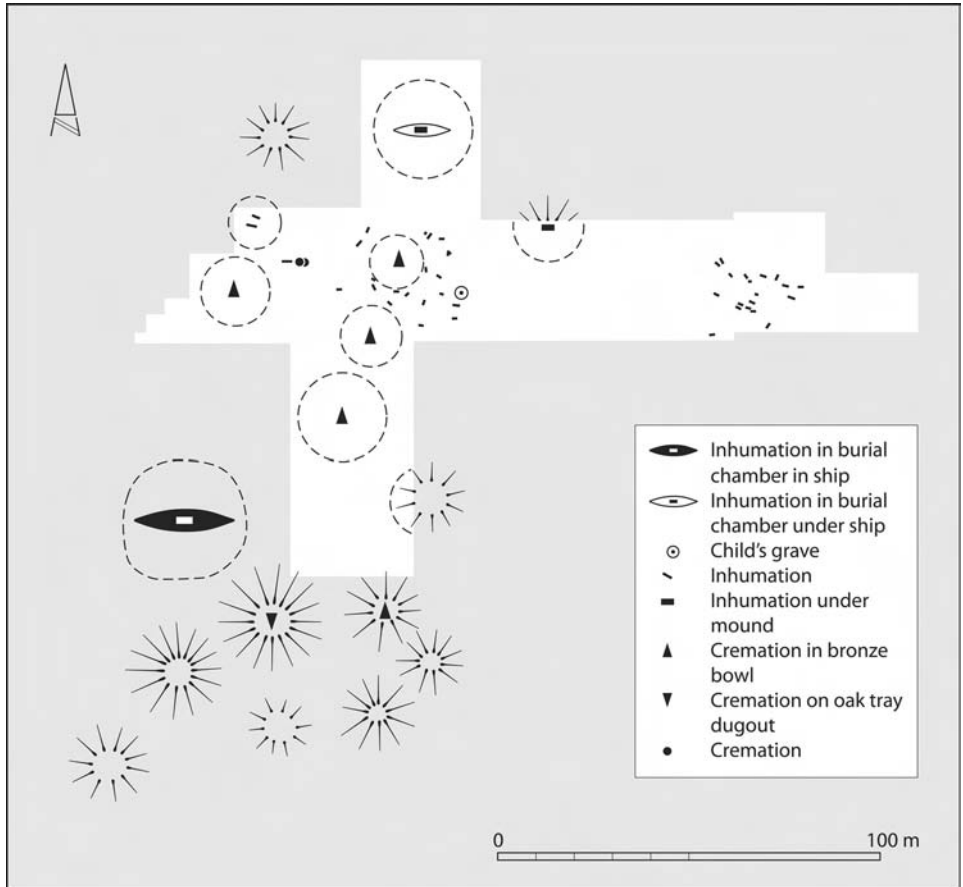 Inhumation in burial
chamber in ship
Inhumation in burial
chamber under ship
Child's grave
Inhumation
Inhumation under
mound
Cremation in bronze
bowl
Cremation on oak tray
dugout
Cremation
0 100 m